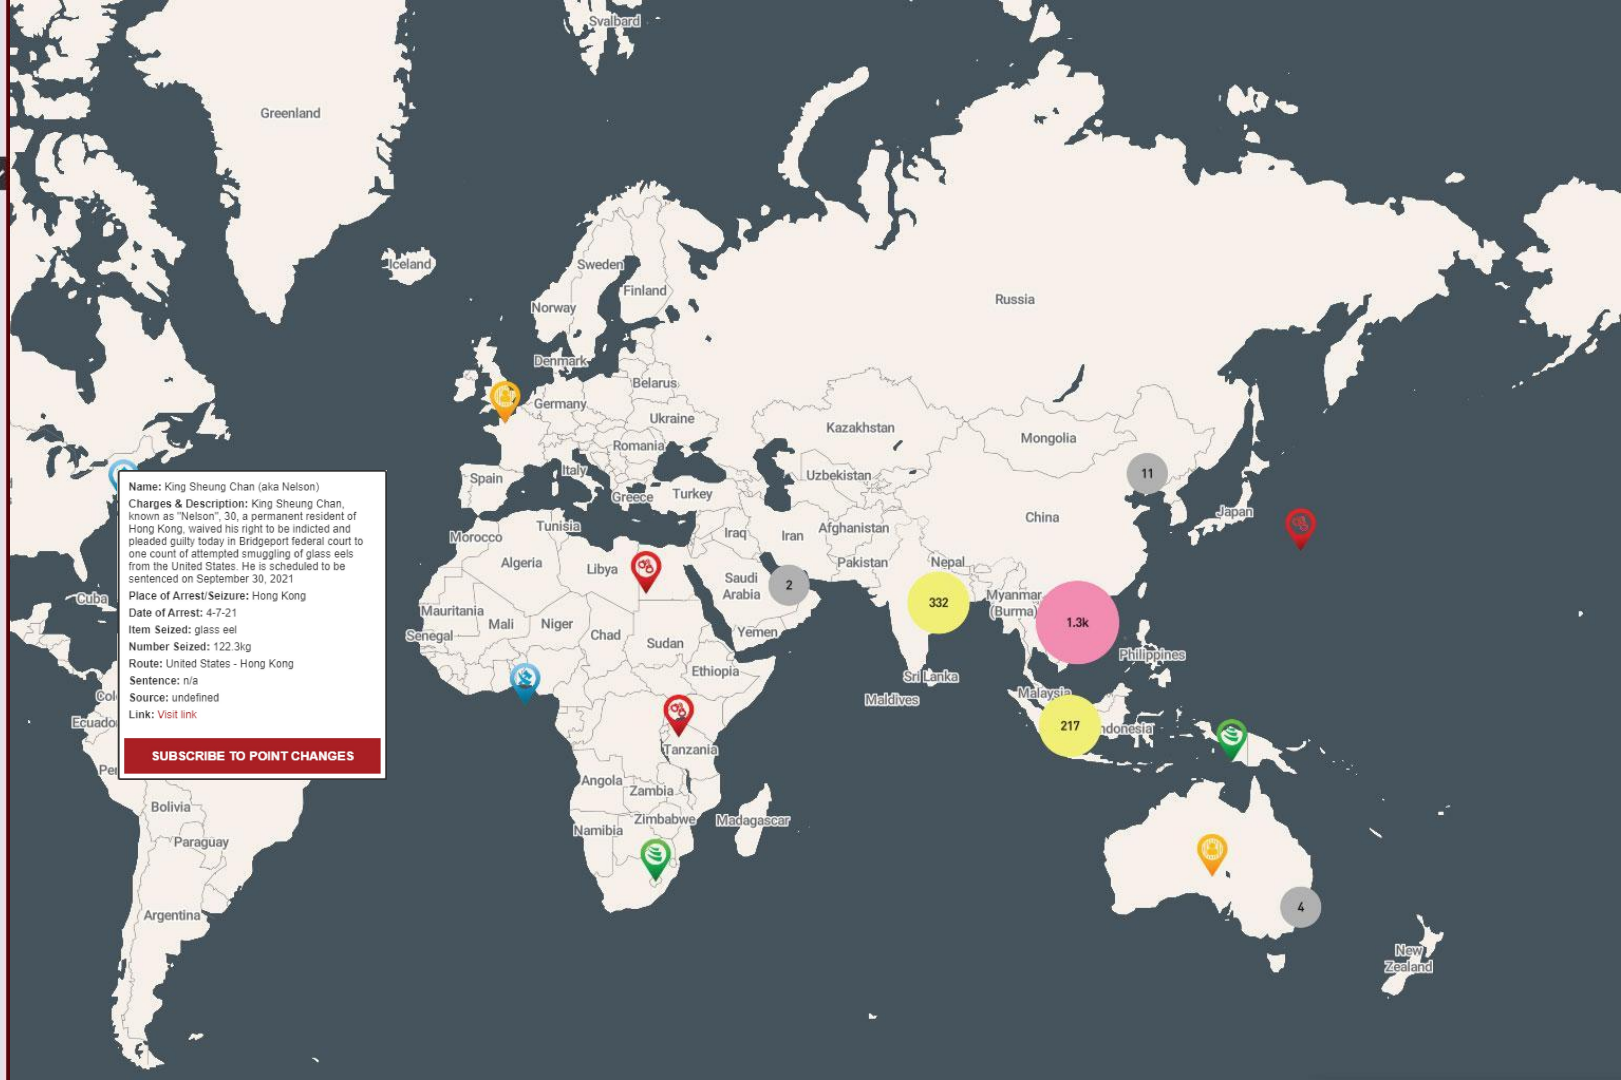 Svalbard
Greenland
Iceland
Sweden
Finland
Norway
Russia
Denmark
Belarus
Germany
Ukraine
Kazakhstan
Mongolia
Romania
Italy
Spain
Uzbekistan
11
Greece
Turkey
Japan
China
Tunisia
Morocco
Iraq
Iran
Afghanistan
Algeria
Libya
Pakistan
Nepal
Saudi
Arabia
2
Myanmar
(Burma)
332
1.3k
Cuba
Mauritania
Mali
Niger
Chad
Sudan
Yemen
Senegal
Philippines
Ethiopia
Sri Lanka
Maldives
Malaysia
217
ndonesia
Tanzania
Name: King Sheung Chan (aka Nelson)
Charges & Description: King Sheung Chan,
known as "Nelson", 30, a permanent resident of
Hong Kong, waived his right to be indicted and
pleaded guilty today in Bridgeport federal court to
one count of attempted smuggling of glass eels
from the United States. He is scheduled to be
sentenced on September 30, 2021
Place of Arrest/Seizure: Hong Kong
Date of Arrest: 4-7-21
Item Seized: glass eel
Number Seized: 122.3kg
Route: United States - Hong Kong
Sentence: n/a
Source: undefined
Link: Visit link
SUBSCRIBE TO POINT CHANGES
Col
Ecuado
Per
Angola
Zambia
Bolivia
Zimbabwe
Madagascar
Namibia
Paraguay
Argentina
4
New
Zealand